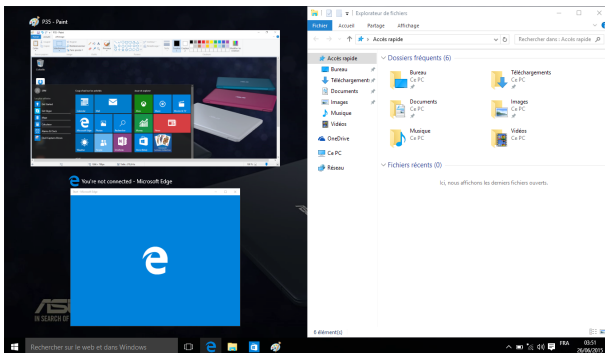 P35 - Paint
You're not connected - Microsoft Edge
IN SEARCH OF
Explorateur de fichiers
Fichier Accueil Partage Affichage
Accès rapide
Rechercher dans : Accès rapide
Accès rapide
Bureau
Téléchargements
Documents
Images
Musique
Vidéos
OneDrive
Ce PC
Réseau
Dossiers fréquents (6)
Bureau
Ce PC
Téléchargements
Ce PC
Documents
Ce PC
Images
Ce PC
Musique
Ce PC
Vidéos
Ce PC
Fichiers récents (0)
Ici, nous affichons les derniers fichiers ouverts.
6 élément(s)
Rechercher sur le web et dans Windows
FRA
03:51
26/06/2015